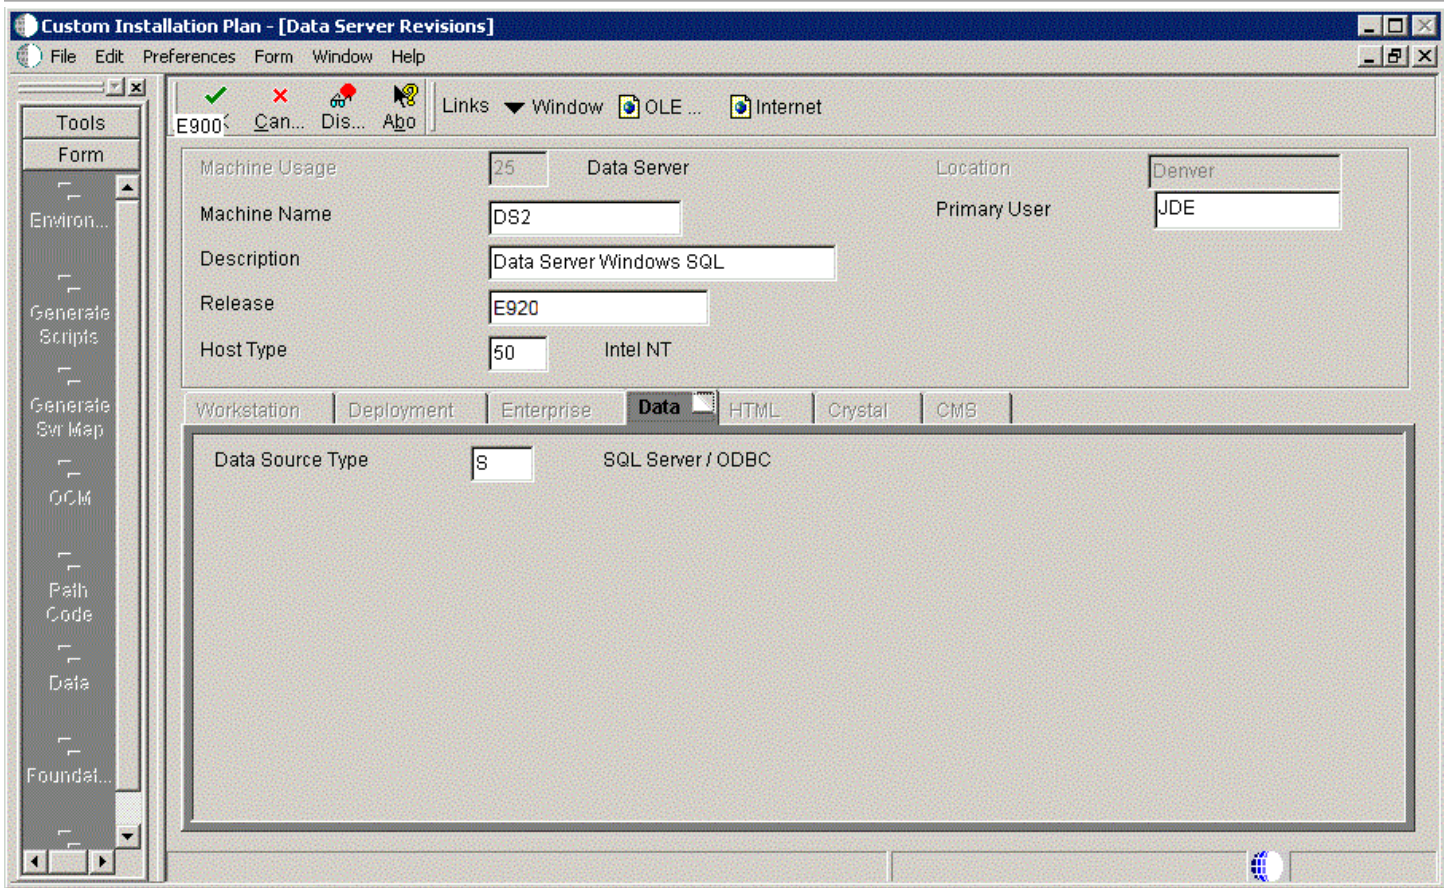 Custom Installation Plan - [Data Server Revisions]
File Edit Preferences Form Window Help
Tools
Form
Environ...
Generate
Scripts
Generate
Svr Map
OCM
Path
Code
Data
Foundat...
E900 Can... Dis... Abo Links Window OLE ... Internet
Machine Usage 25 Data Server Location Denver
Machine Name DS2 Primary User JDE
Description Data Server Windows SQL
Release E920
Host Type 50 Intel NT
Workstation Deployment Enterprise Data HTML Crystal CMS
Data Source Type S SQL Server / ODBC